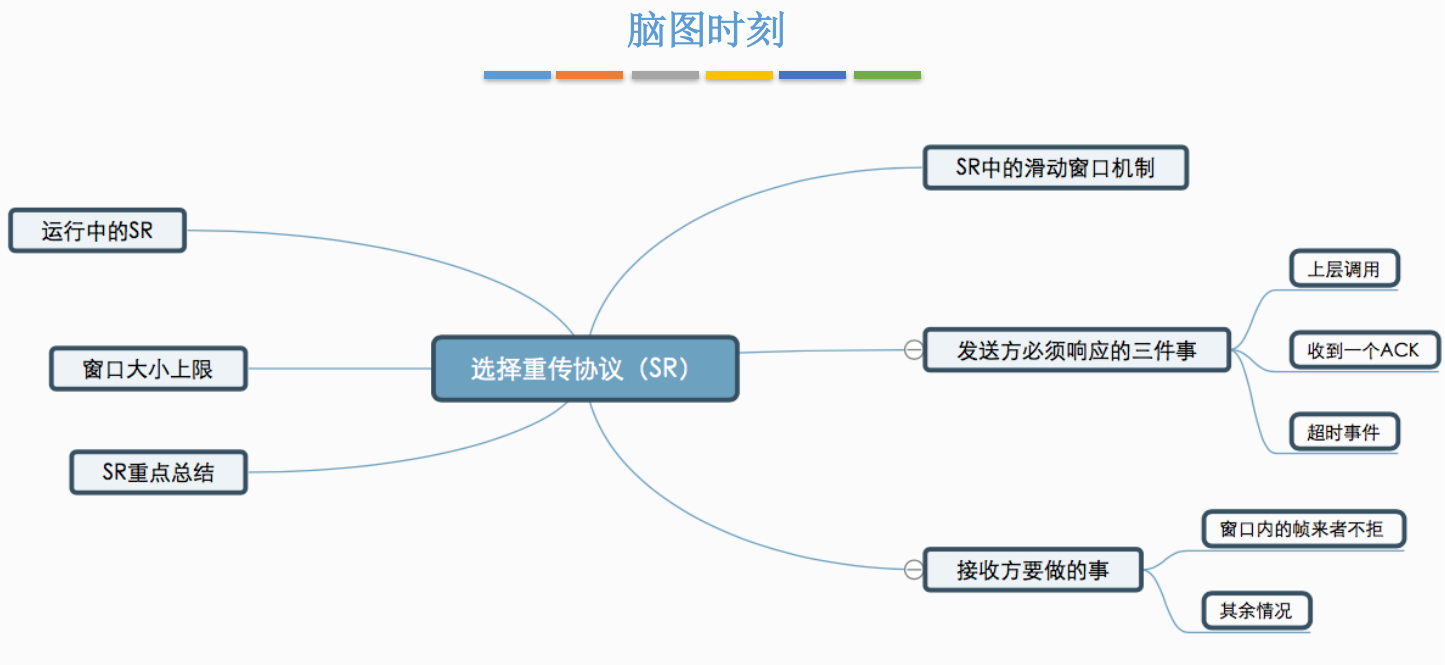 脑图时刻
选择重传协议（SR）
SR中的滑动窗口机制
发送方必须响应的三件事
上层调用
收到一个ACK
超时事件
接收方要做的事
窗口内的帧来者不拒
其余情况
运行中的SR
窗口大小上限
SR重点总结